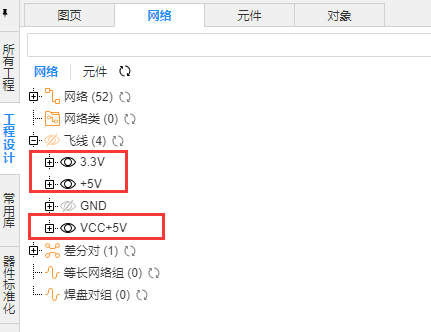 图页
网络
元件
对象
所有工程
工程设计
常用库
器件标准化
网络
元件
网络 (52)
网络类 (0)
飞线 (4)
3.3V
+5V
GND
VCC+5V
差分对 (1)
等长网络组 (0)
焊盘对组 (0)